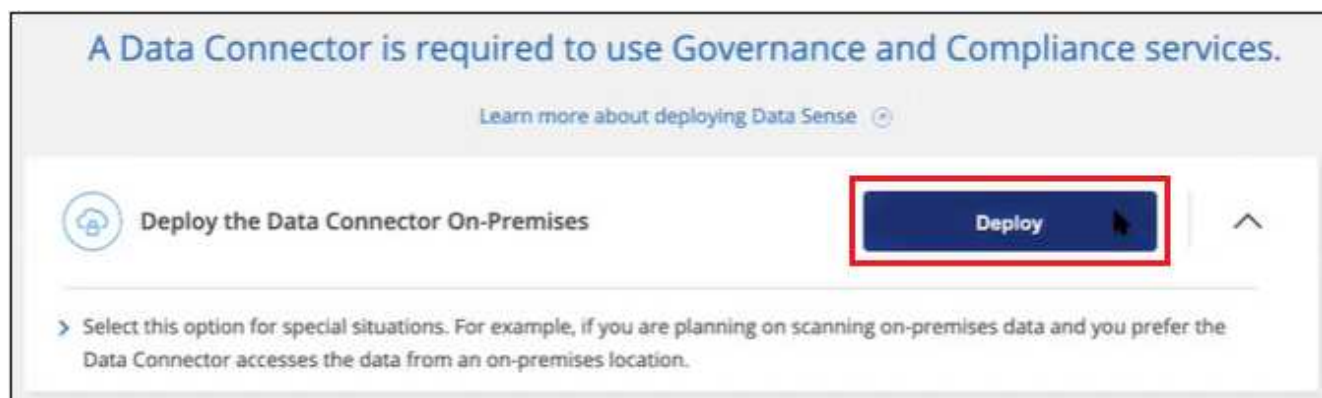 A Data Connector is required to use Governance and Compliance services.
Learn more about deploying Data Sense
Deploy the Data Connector On-Premises
Deploy
Select this option for special situations. For example, if you are planning on scanning on-premises data and you prefer the
Data Connector accesses the data from an on-premises location.